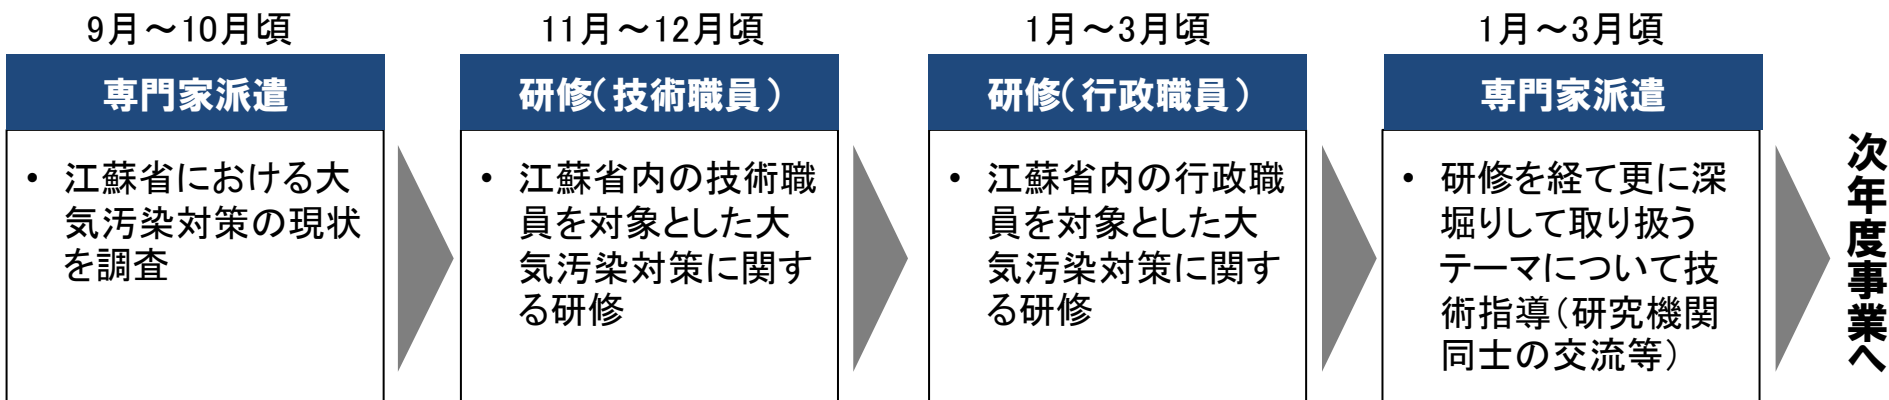 9月～10月頃
専門家派遣
• 江蘇省における大
気汚染対策の現状
を調査
11月～12月頃
研修（技術職員）
• 江蘇省内の技術職
員を対象とした大
気汚染対策に関す
る研修
1月～3月頃
研修（行政職員）
• 江蘇省内の行政職
員を対象とした大
気汚染対策に関す
る研修
1月～3月頃
専門家派遣
• 研修を経て更に深
堀りして取り扱う
テーマについて技
術指導（研究機関
同士の交流等）
次年度事業へ